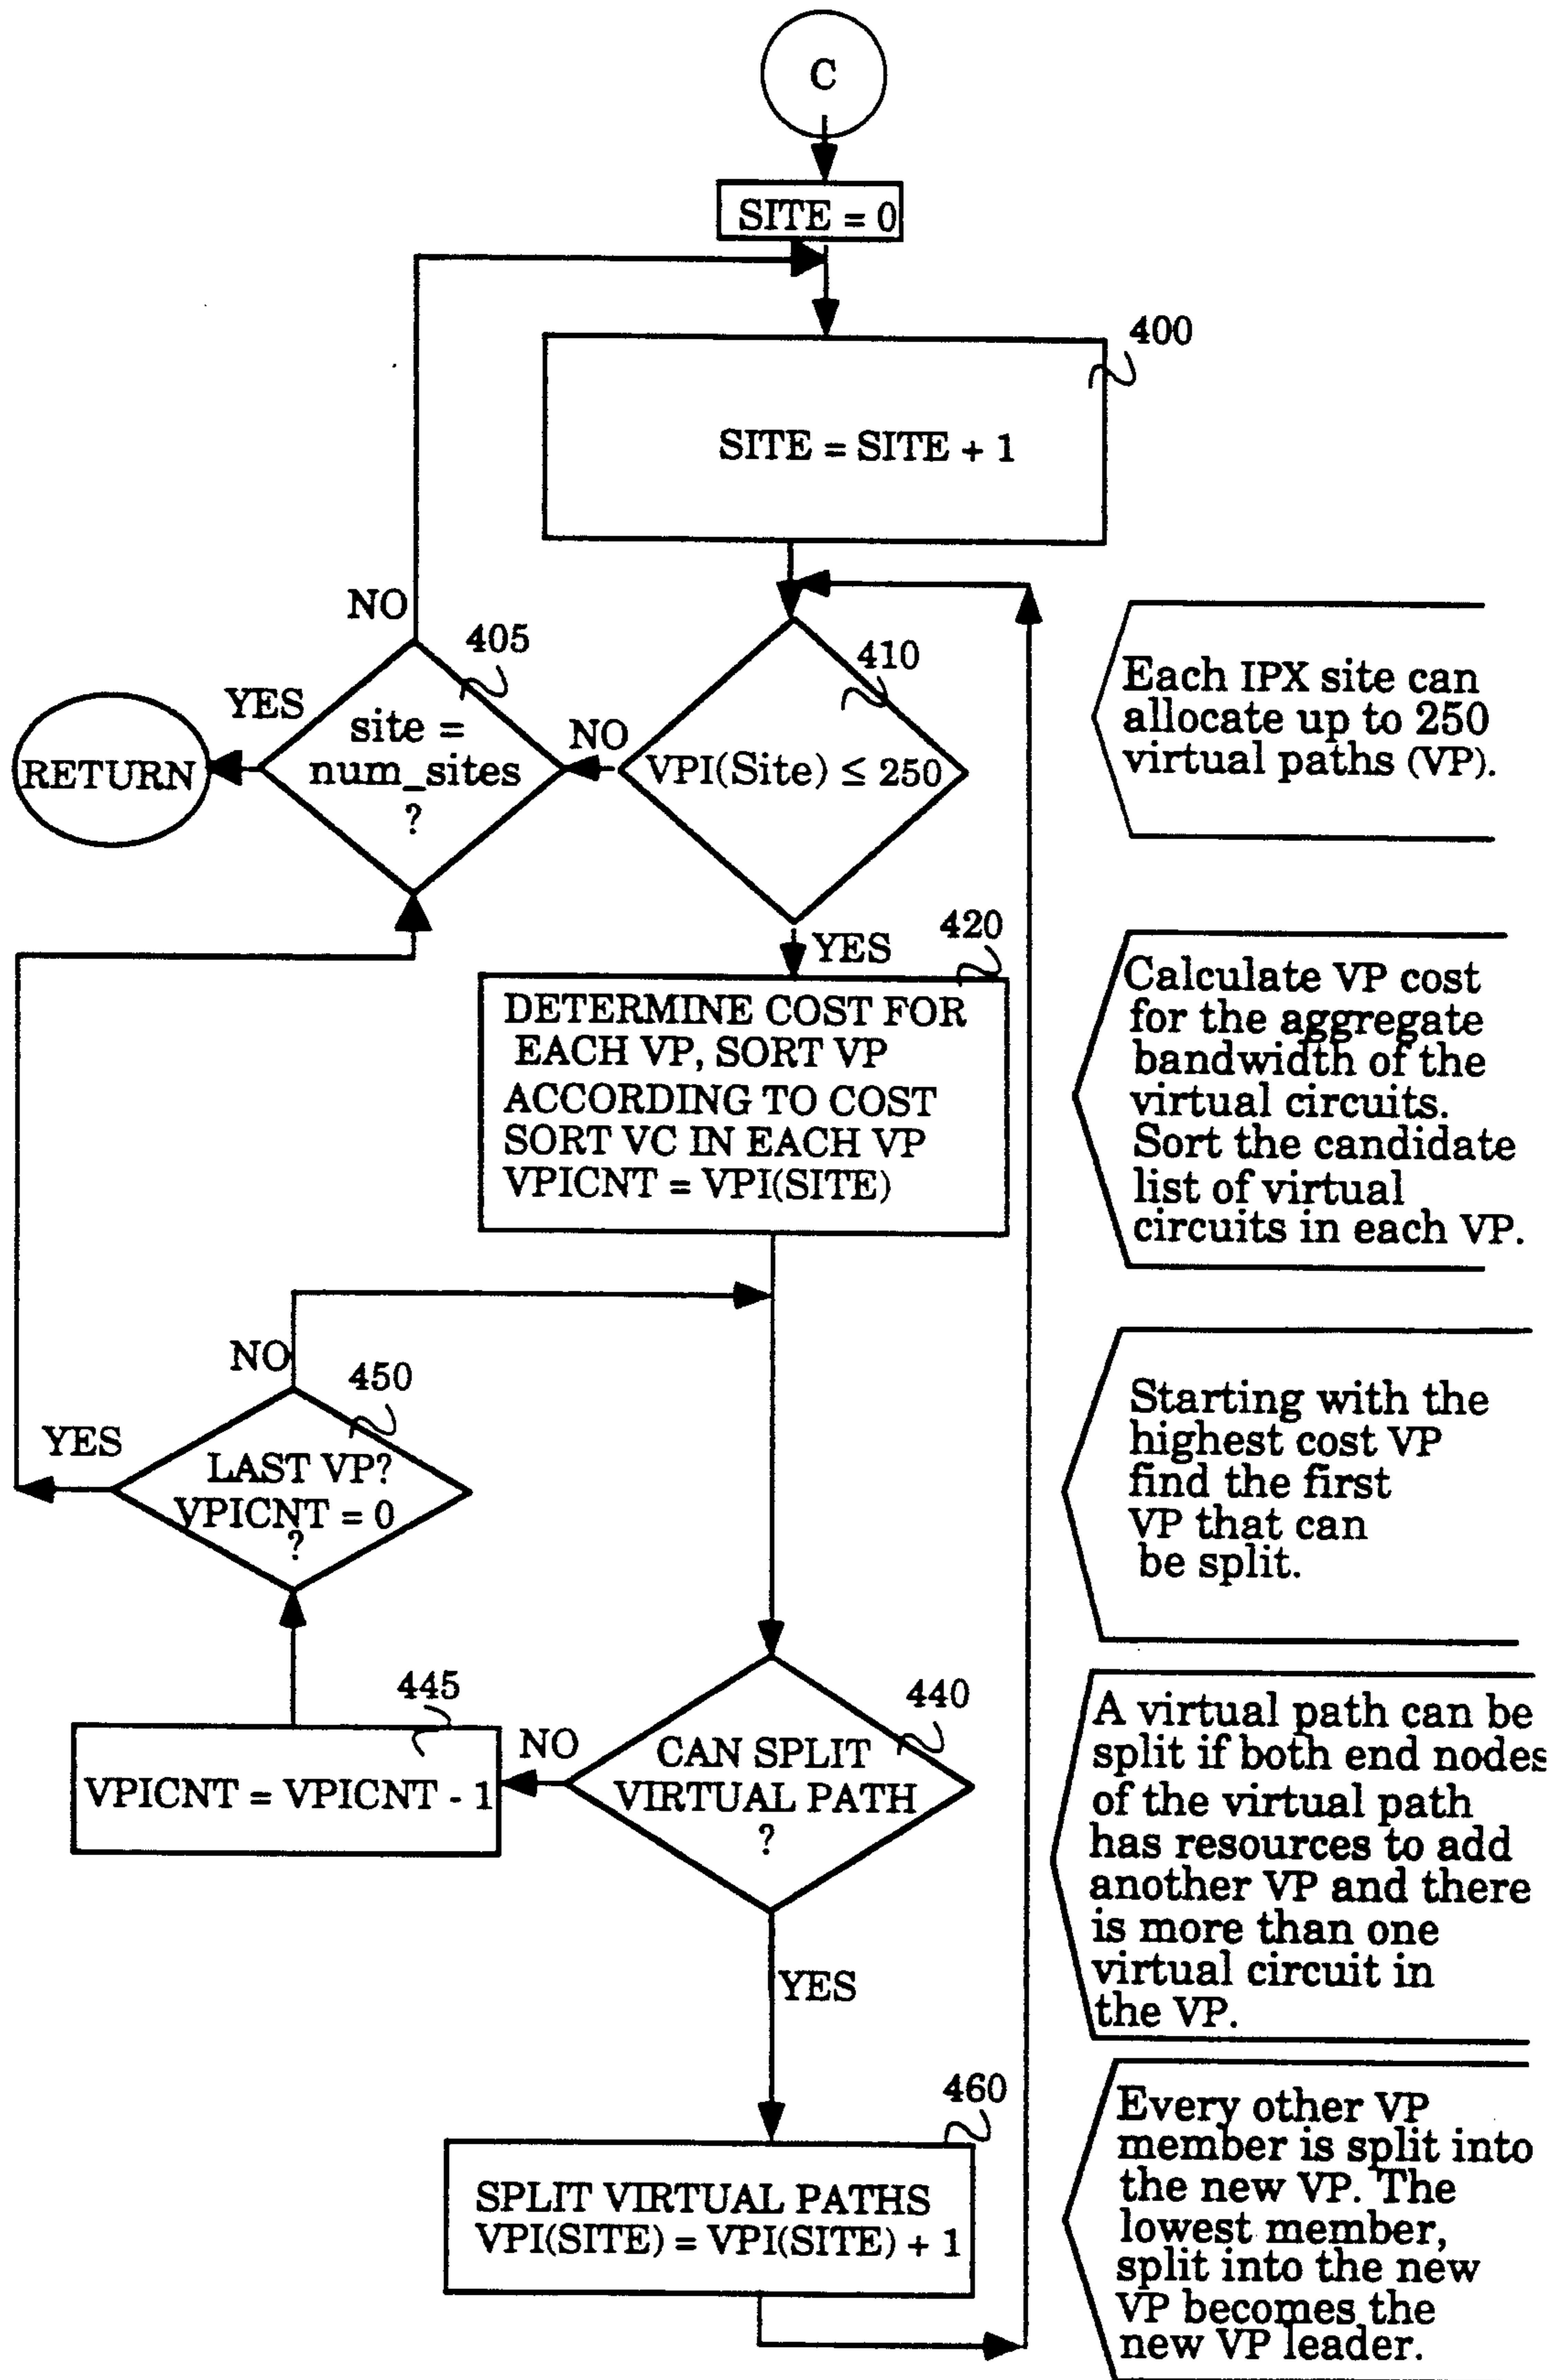 C
SITE = 0
400
SITE = SITE + 1
NO
405
410
YES
site =
num_sites
?
NO
VPI(Site) ≤ 250
RETURN
Each IPX site can
allocate up to 250
virtual paths (VP).
YES
420
DETERMINE COST FOR
EACH VP, SORT VP
ACCORDING TO COST
SORT VC IN EACH VP
VPICNT = VPI(SITE)
Calculate VP cost
for the aggregate
bandwidth of the
virtual circuits.
Sort the candidate
list of virtual
circuits in each VP.
NO
450
YES
LAST VP?
VPICNT = 0
?
Starting with the
highest cost VP
find the first
VP that can
be split.
445
VPICNT = VPICNT - 1
NO
440
CAN SPLIT
VIRTUAL PATH
?
A virtual path can be
split if both end nodes
of the virtual path
has resources to add
another VP and there
is more than one
virtual circuit in
the VP.
YES
460
SPLIT VIRTUAL PATHS
VPI(SITE) = VPI(SITE) + 1
Every other VP
member is split into
the new VP. The
lowest member,
split into the new
VP becomes the
new VP leader.